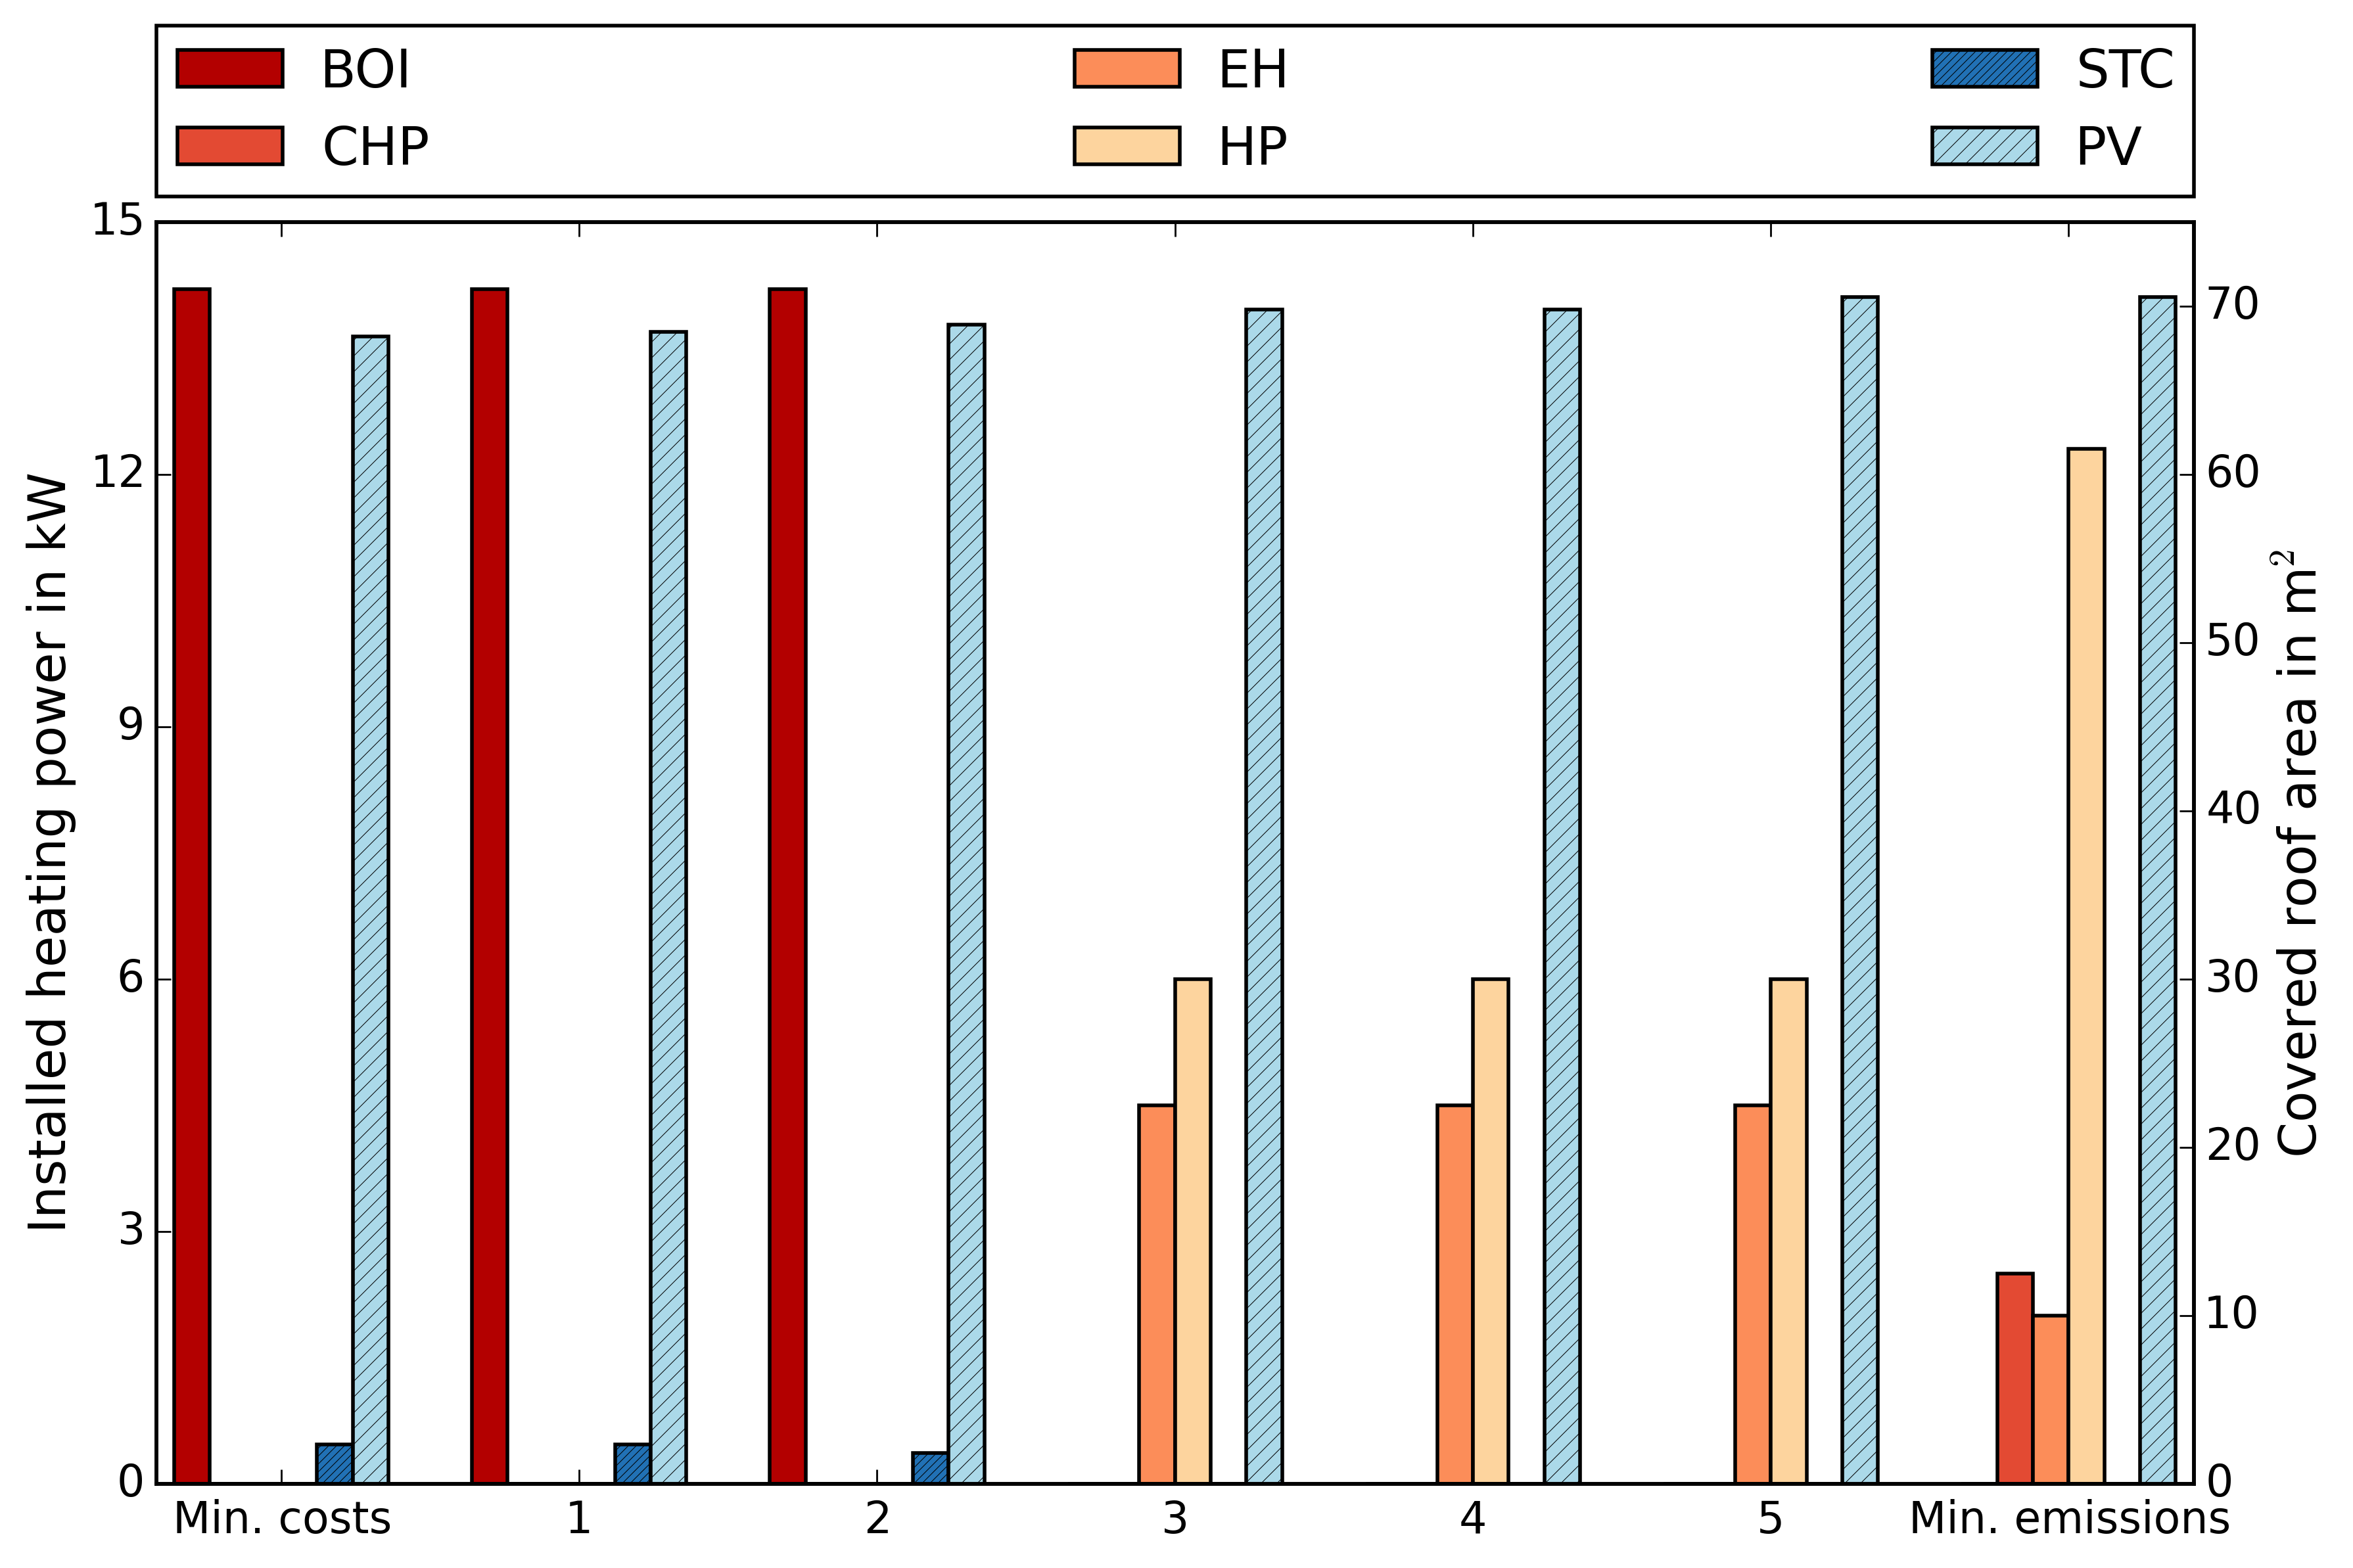 BOI
EH
STC
CHP
HP
PV
Installed heating power in kW
15
12
9
6
3
0
Min. costs
1
2
3
4
5
Min. emissions
70
60
50
40
30
20
10
0
Covered roof area in m²